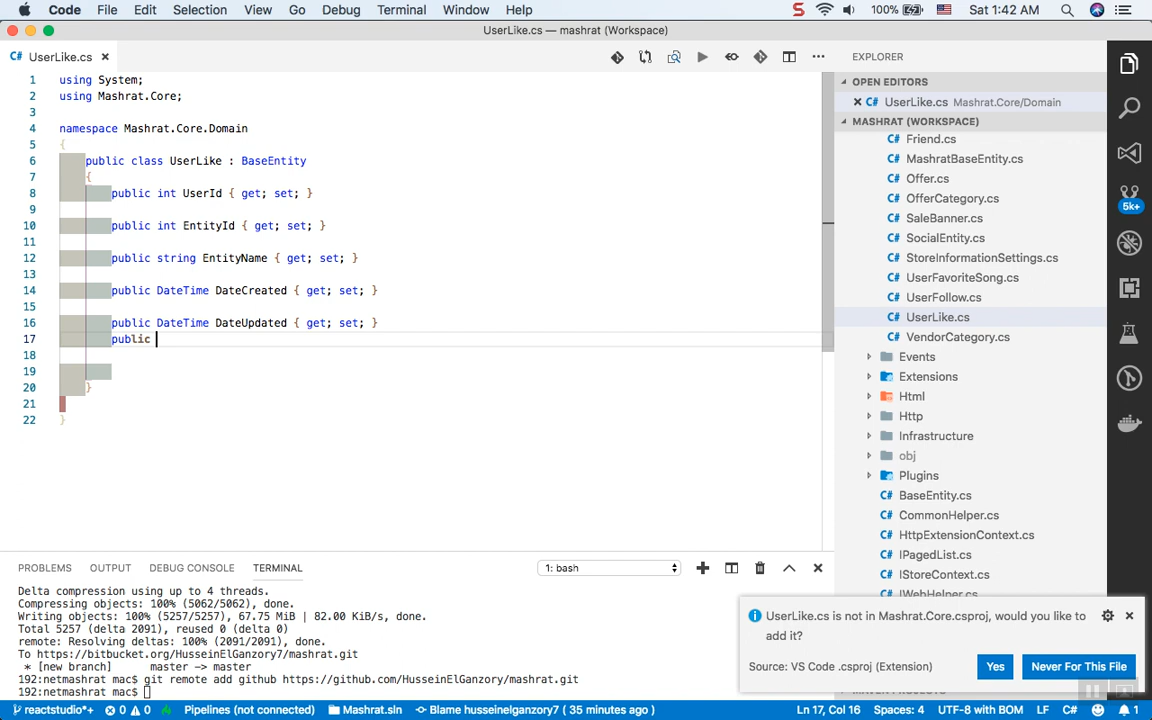 Code File Edit Selection View Go Debug Terminal Window Help 100% Sat 1:42 AM
UserLike.cs — mashrat (Workspace)
C# UserLike.cs ×
EXPLORER
OPEN EDITORS
C# UserLike.cs Mashrat.Core/Domain
MASHRAT (WORKSPACE)
C# Friend.cs
C# MashratBaseEntity.cs
C# Offer.cs
C# OfferCategory.cs
C# SaleBanner.cs
C# SocialEntity.cs
C# StoreInformationSettings.cs
C# UserFavoriteSong.cs
C# UserFollow.cs
C# UserLike.cs
C# VendorCategory.cs
Events
Extensions
Html
Http
Infrastructure
obj
Plugins
C# BaseEntity.cs
C# CommonHelper.cs
C# HttpExtensionContext.cs
C# IPagedList.cs
C# IStoreContext.cs
C# IWebHelper.cs
5k+
1 using System;
2 using Mashrat.Core;
3
4 namespace Mashrat.Core.Domain
5 {
6 public class UserLike : BaseEntity
7 {
8 public int UserId { get; set; }
9
10 public int EntityId { get; set; }
11
12 public string EntityName { get; set; }
13
14 public DateTime DateCreated { get; set; }
15
16 public DateTime DateUpdated { get; set; }
17 public
18
19
20 }
21
22 }
PROBLEMS OUTPUT DEBUG CONSOLE TERMINAL 1: bash
Delta compression using up to 4 threads.
Compressing objects: 100% (5062/5062), done.
Writing objects: 100% (5257/5257), 67.75 MiB | 82.00 KiB/s, done.
Total 5257 (delta 2091), reused 0 (delta 0)
remote: Resolving deltas: 100% (2091/2091), done.
To https://bitbucket.org/HusseinElGanzory7/mashrat.git
* [new branch] master -> master
192:netmashrat mac$ git remote add github https://github.com/HusseinElGanzory/mashrat.git
192:netmashrat mac$
UserLike.cs is not in Mashrat.Core.csproj, would you like to
add it?
Source: VS Code .csproj (Extension) Yes Never For This File
reactstudio*+ 0 0 Pipelines (not connected) Mashrat.sln Blame husseinelganzory7 ( 35 minutes ago ) Ln 17, Col 16 Spaces: 4 UTF-8 with BOM LF C# 1